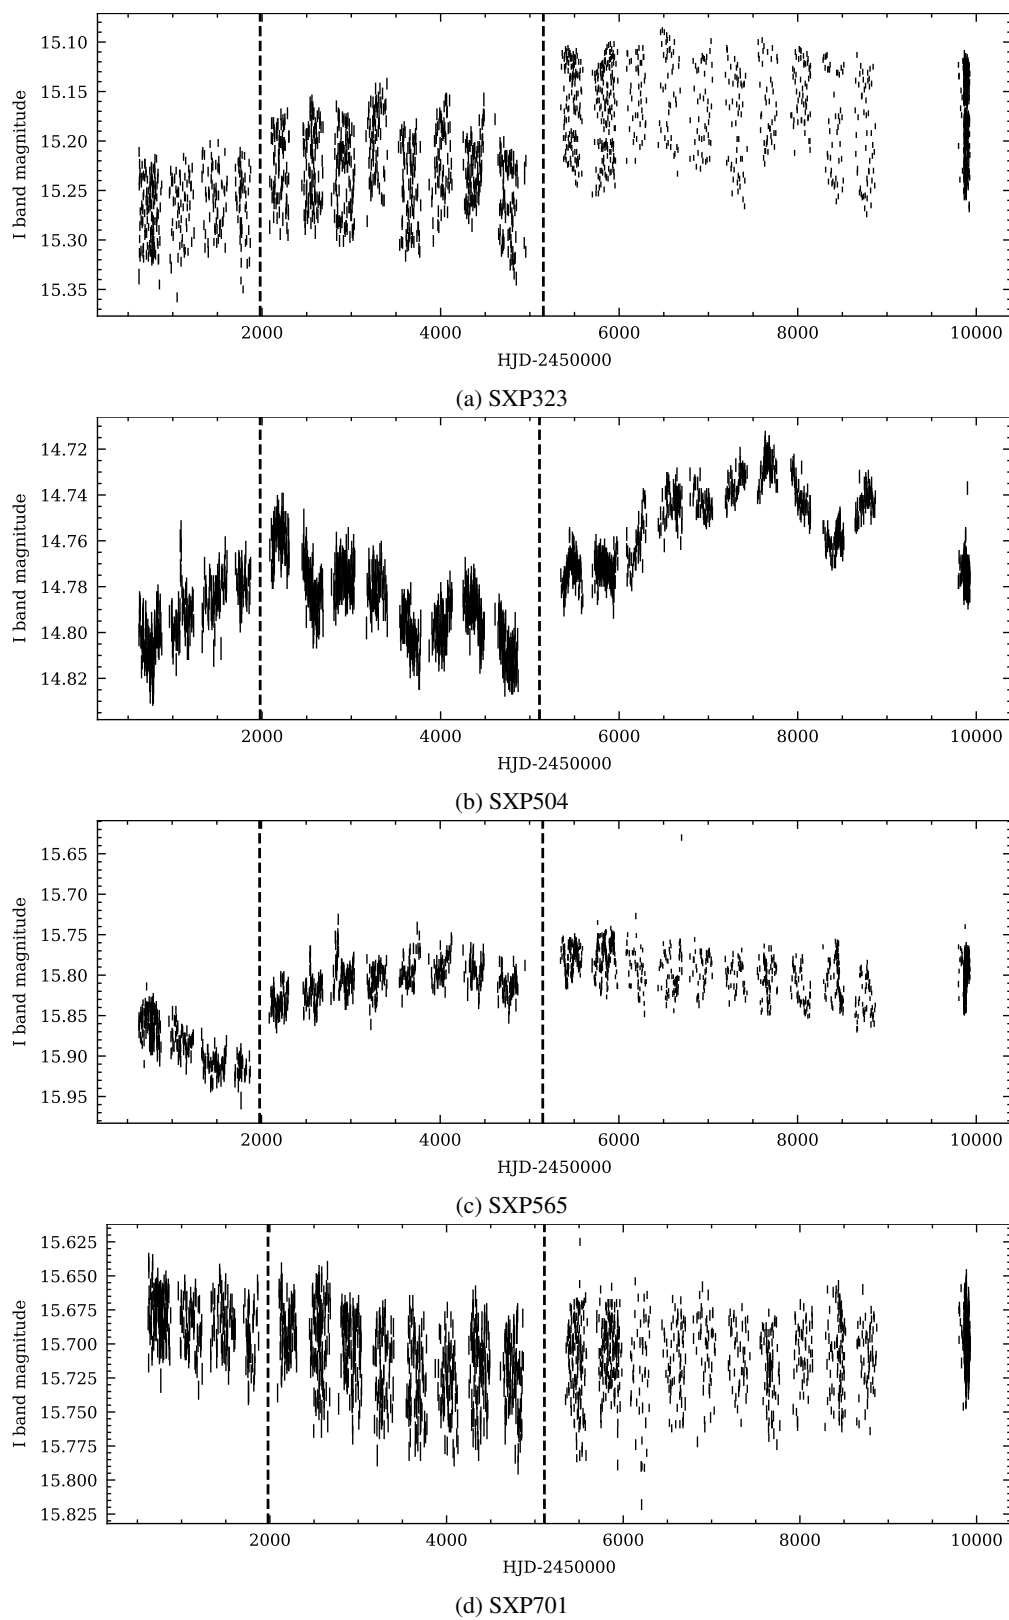 15.10
15.15
15.20
15.25
15.30
15.35
I band magnitude
2000 4000 6000 8000 10000
HJD-2450000
(a) SXP323
14.72
14.74
14.76
14.78
14.80
14.82
I band magnitude
2000 4000 6000 8000 10000
HJD-2450000
(b) SXP504
15.65
15.70
15.75
15.80
15.85
15.90
15.95
I band magnitude
2000 4000 6000 8000 10000
HJD-2450000
(c) SXP565
15.625
15.650
15.675
15.700
15.725
15.750
15.775
15.800
15.825
I band magnitude
2000 4000 6000 8000 10000
HJD-2450000
(d) SXP701